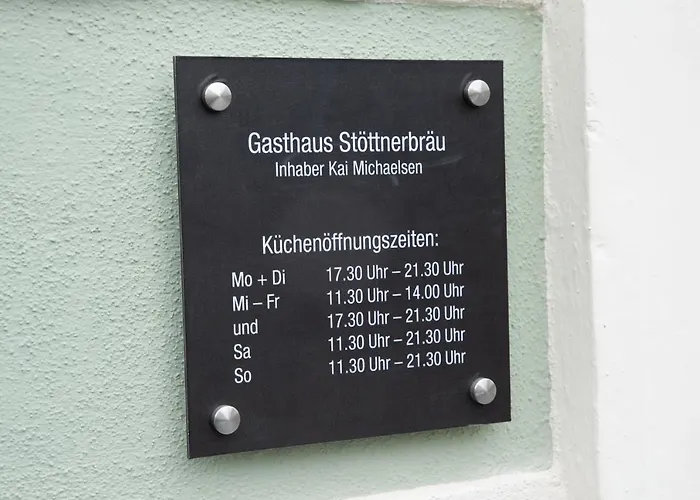 Gasthaus Stöttnerbräu
Inhaber Kai Michaelsen
Küchenöffnungszeiten:
Mo + Di 17.30 Uhr – 21.30 Uhr
Mi – Fr 11.30 Uhr – 14.00 Uhr
und 17.30 Uhr – 21.30 Uhr
Sa 11.30 Uhr – 21.30 Uhr
So 11.30 Uhr – 21.30 Uhr